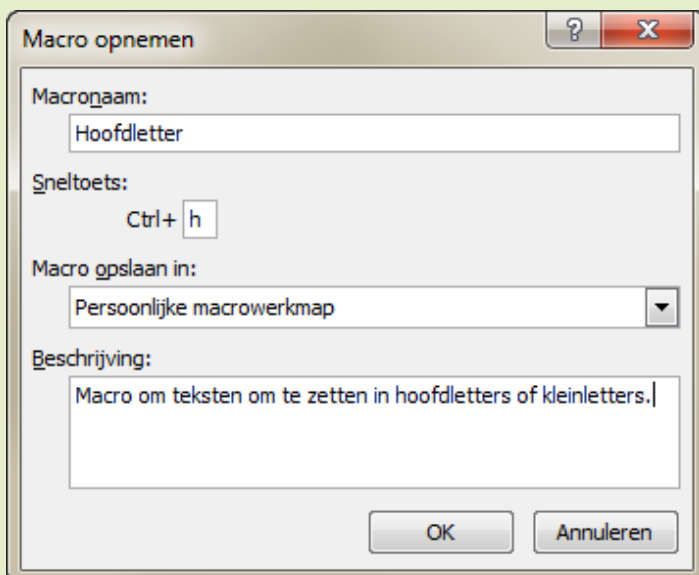 Macro opnemen
Macronaam:
Hoofdletter
Sneltoets:
Ctrl+ h
Macro opslaan in:
Persoonlijke macrowerkmap
Beschrijving:
Macro om teksten om te zetten in hoofdletters of kleinletters.
OK Annuleren